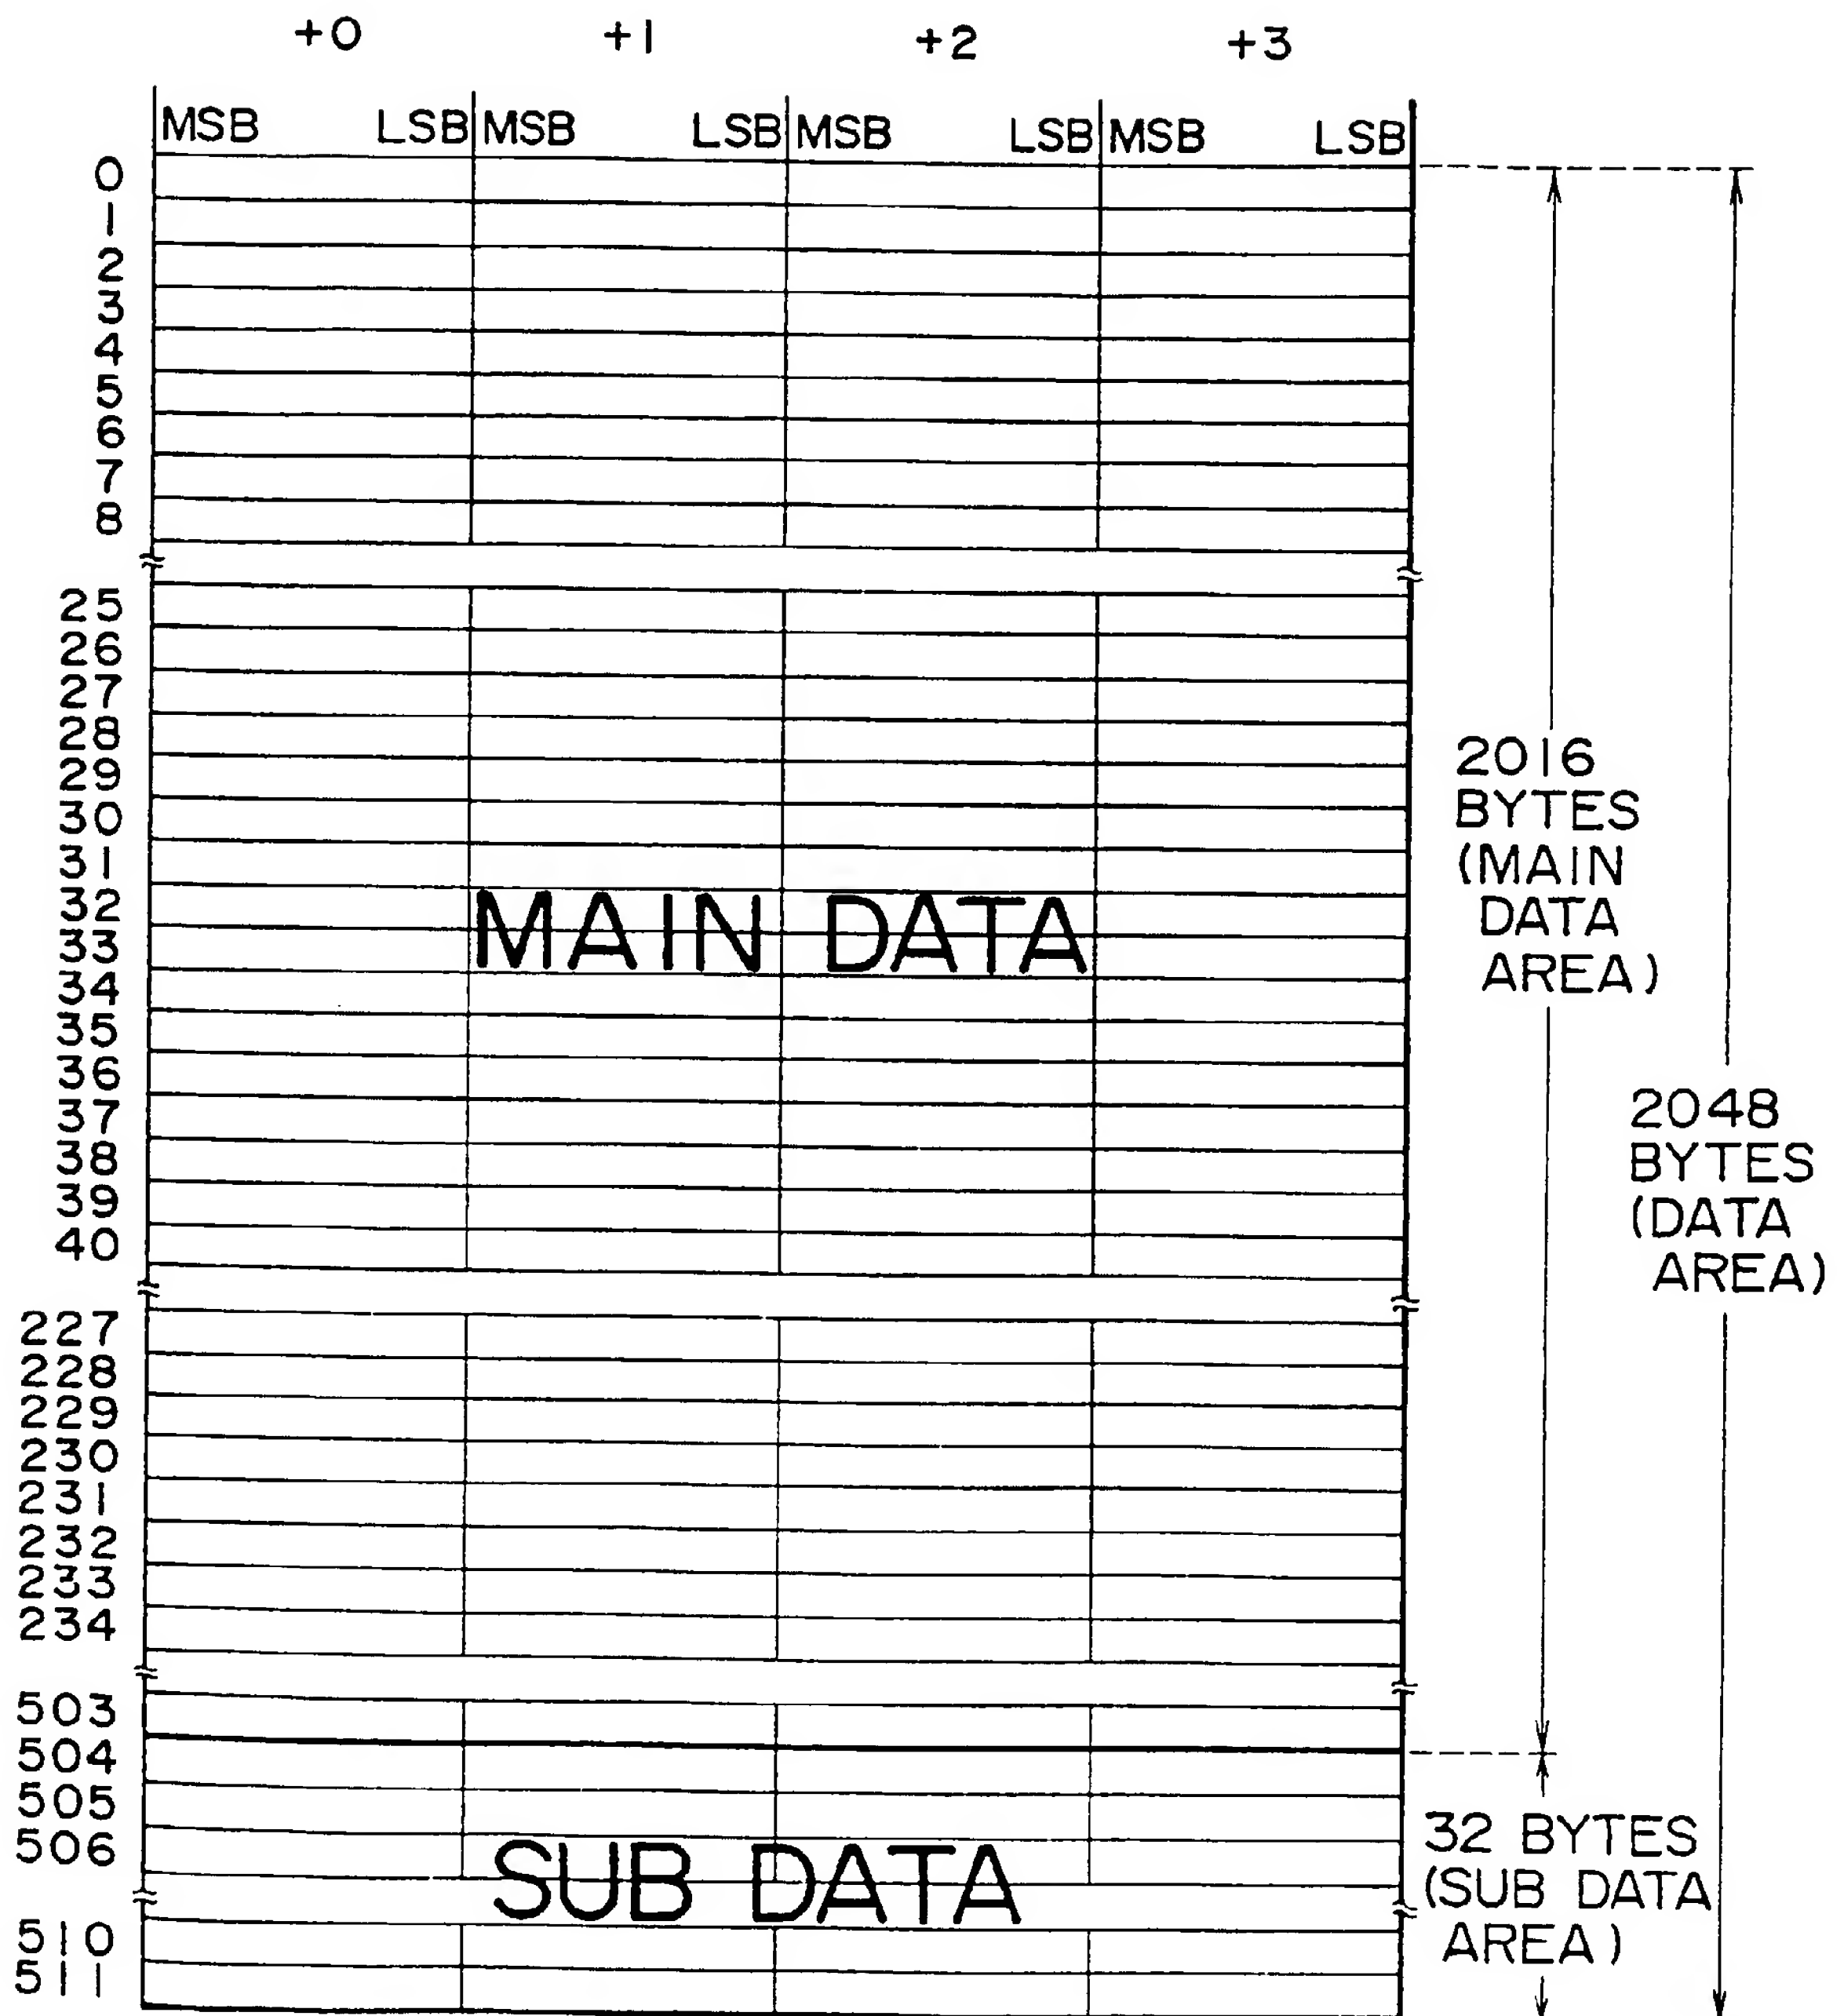 +0 +1 +2 +3
MSB LSB MSB LSB MSB LSB MSB LSB
0
1
2
3
4
5
6
7
8
25
26
27
28
29
30
31
32
33
34
35
36
37
38
39
40
MAIN DATA
2016
BYTES
(MAIN
DATA
AREA)
2048
BYTES
(DATA
AREA)
227
228
229
230
231
232
233
234
503
504
505
506
SUB DATA
510
511
32 BYTES
(SUB DATA
AREA)